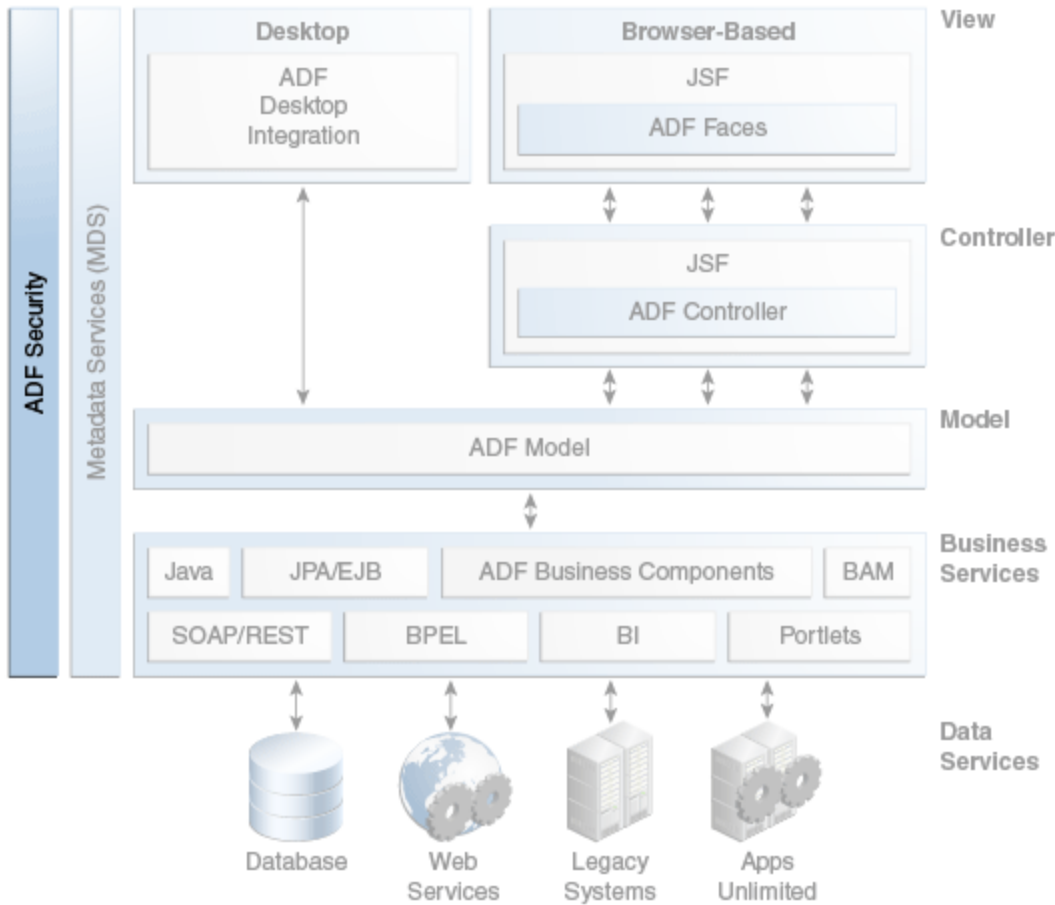 Desktop
Browser-Based
View
ADF
Desktop
Integration
JSF
ADF Faces
Controller
JSF
ADF Controller
ADF Security
Metadata Services (MDS)
Model
ADF Model
Business
Services
Java
JPA/EJB
ADF Business Components
BAM
SOAP/REST
BPEL
BI
Portlets
Data
Services
Database
Web
Services
Legacy
Systems
Apps
Unlimited